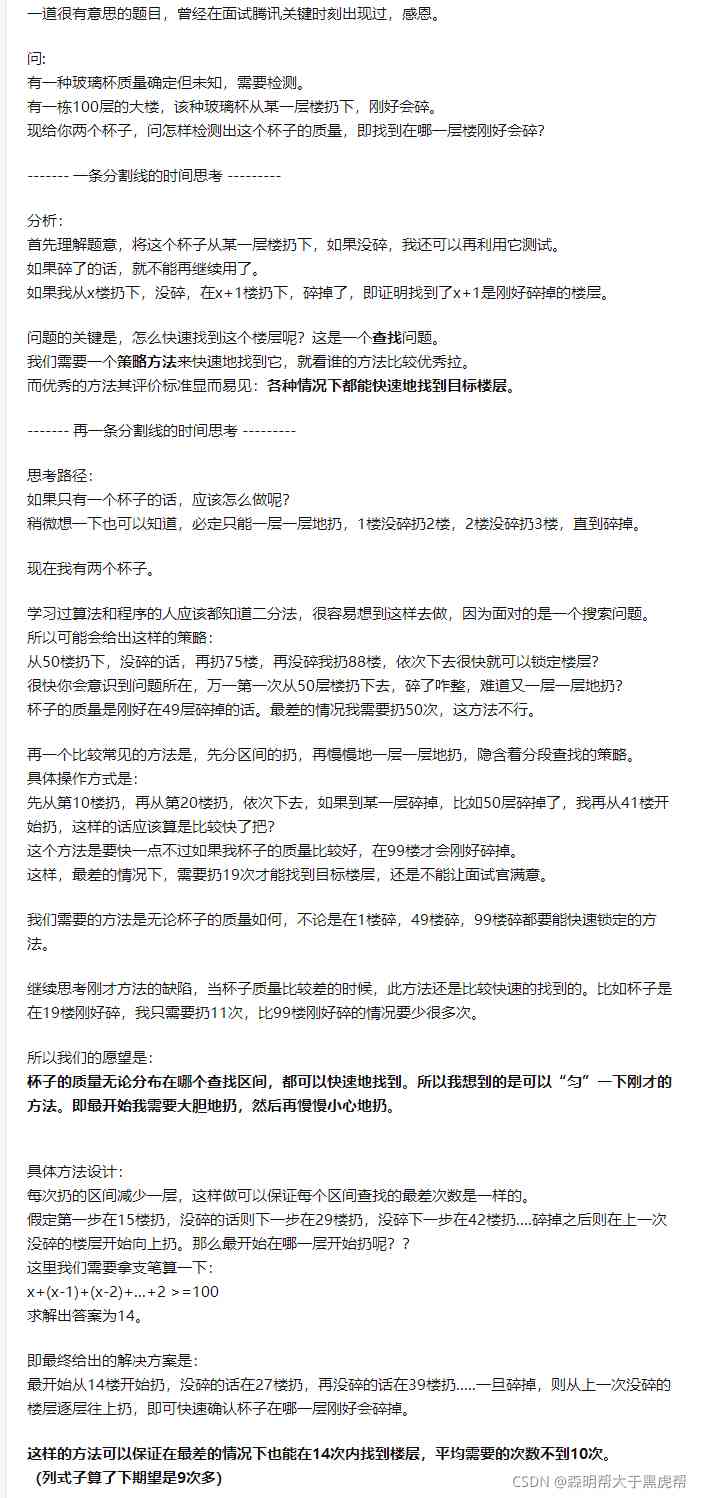 一道很有意思的题目，曾经在面试腾讯关键时刻出现过，感恩。
问:
有一种玻璃杯质量确定但未知，需要检测。
有一栋100层的大楼，该种玻璃杯从某一层楼扔下，刚好会碎。
现给你两个杯子，问怎样检测出这个杯子的质量，即找到在哪一层楼刚好会碎？
------- 一条分割线的时间思考 ---------
分析：
首先理解题意，将这个杯子从某一层楼扔下，如果没碎，我还可以再利用它测试。
如果碎了的话，就不能再继续用了。
如果我从x楼扔下，没碎，在x+1楼扔下，碎掉了，即证明找到了x+1是刚好碎掉的楼层。
问题的关键是，怎么快速找到这个楼层呢？这是一个查找问题。
我们需要一个策略方法来快速地找到它，就看谁的方法比较优秀拉。
而优秀的方法其评价标准显而易见：各种情况下都能快速地找到目标楼层。
------- 再一条分割线的时间思考 ---------
思考路径：
如果只有一个杯子的话，应该怎么做呢？
稍微想一下也可以知道，必定只能一层一层地扔，1楼没碎扔2楼，2楼没碎扔3楼，直到碎掉。
现在我有两个杯子。
学习过算法和程序的人应该都知道二分法，很容易想到这样去做，因为面对的是一个搜索问题。
所以可能会给出这样的策略：
从50楼扔下，没碎的话，再扔75楼，再没碎我扔88楼，依次下去很快就可以锁定楼层？
很快你会意识到问题所在，万一第一次从50层楼扔下去，碎了咋整，难道又一层一层地扔？
杯子的质量是刚好在49层碎掉的话。最差的情况我需要扔50次，这方法不行。
再一个比较常见的方法是，先分区间的扔，再慢慢地一层一层地扔，隐含着分段查找的策略。
具体操作方式是：
先从第10楼扔，再从第20楼扔，依次下去，如果到某一层碎掉，比如50层碎掉了，我再从41楼开
始扔，这样的话应该算是比较快了把？
这个方法是要快一点不过如果我杯子的质量比较好，在99楼才会刚好碎掉。
这样，最差的情况下，需要扔19次才能找到目标楼层，还是不能让面试官满意。
我们需要的方法是无论杯子的质量如何，不论是在1楼碎，49楼碎，99楼碎都要能快速锁定的方
法。
继续思考刚才方法的缺陷，当杯子质量比较差的时候，此方法还是比较快速的找到的。比如杯子是
在19楼刚好碎，我只需要扔11次，比99楼刚好碎的情况要少很多次。
所以我们的愿望是：
杯子的质量无论分布在哪个查找区间，都可以快速地找到。所以我想到的是可以“匀”一下刚才的
方法。即最开始我需要大胆地扔，然后再慢慢小心地扔。
具体方法设计：
每次扔的区间减少一层，这样做可以保证每个区间查找的最差次数是一样的。
假定第一步在15楼扔，没碎的话则下一步在29楼扔，没碎下一步在42楼扔....碎掉之后则在上一次
没碎的楼层开始向上扔。那么最开始在哪一层开始扔呢？？
这里我们需要拿支笔算一下：
x+(x-1)+(x-2)+...+2 >=100
求解出答案为14。
即最终给出的解决方案是：
最开始从14楼开始扔，没碎的话在27楼扔，再没碎的话在39楼扔.....一旦碎掉，则从上一次没碎的
楼层逐层往上扔，即可快速确认杯子在哪一层刚好会碎掉。
这样的方法可以保证在最差的情况下也能在14次内找到楼层，平均需要的次数不到10次。
（列式子算了下期望是9次多）
CSDN @森明帮大于黑虎帮